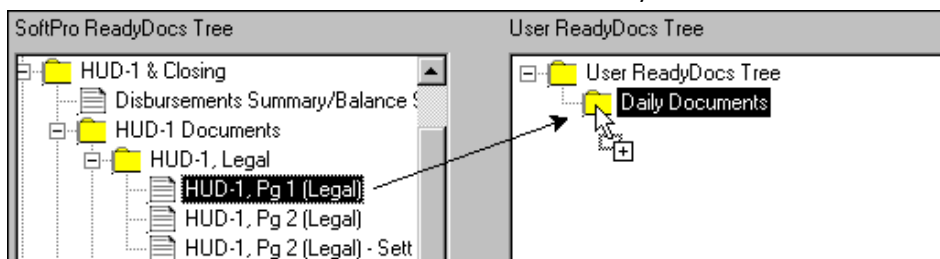 SoftPro ReadyDocs Tree
HUD-1 & Closing
Disbursements Summary/Balance
HUD-1 Documents
HUD-1, Legal
HUD-1, Pg 1 (Legal)
HUD-1, Pg 2 (Legal)
HUD-1, Pg 2 (Legal) - Sett
User ReadyDocs Tree
User ReadyDocs Tree
Daily Documents